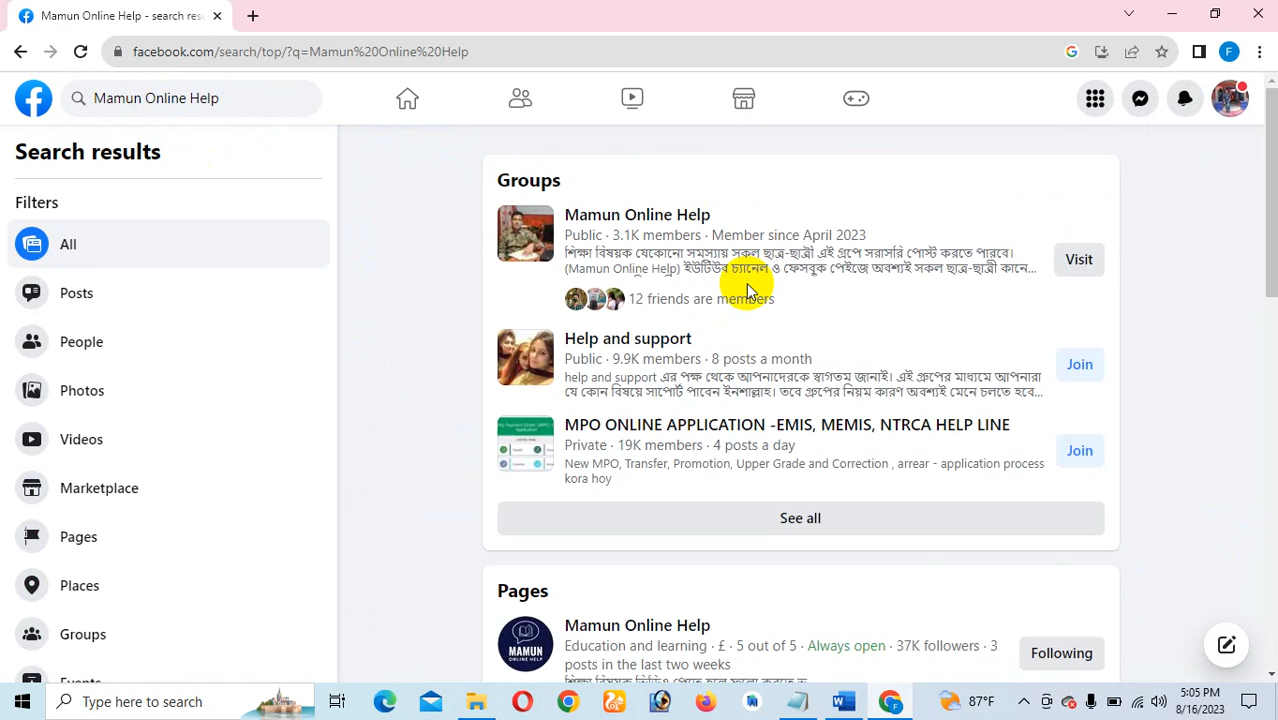 Mamun Online Help - search resu
facebook.com/search/top/?q=Mamun%20Online%20Help
F
Mamun Online Help
Search results
Filters
All
Posts
People
Photos
Videos
Marketplace
Pages
Places
Groups
Events
Groups
Mamun Online Help
Public · 3.1K members · Member since April 2023
শিক্ষা বিষয়ক যেকোনো সমস্যায় সকল ছাত্র-ছাত্রী এই গ্রুপে সরাসরি পোস্ট করতে পারবে।
(Mamun Online Help) ইউটিউব চ্যানেল ও ফেসবুক পেইজে অবশ্যই সকল ছাত্র-ছাত্রী কানে...
Visit
12 friends are members
Help and support
Public · 9.9K members · 8 posts a month
help and support এর পক্ষ থেকে আপনাদেরকে স্বাগতম জানাই। এই গ্রুপের মাধ্যমে আপনারা
যে কোন বিষয়ে সাপোর্ট পাবেন ইনশাল্লাহ। তবে গ্রুপের নিয়ম কারণ অবশ্যই মেনে চলতে হবে...
Join
MPO ONLINE APPLICATION -EMIS, MEMIS, NTRCA HELP LINE
Private · 19K members · 4 posts a day
New MPO, Transfer, Promotion, Upper Grade and Correction , arrear - application process
kora hoy
Join
See all
Pages
Mamun Online Help
Education and learning · £ · 5 out of 5 · Always open · 37K followers · 3
posts in the last two weeks
Following
MAMUN
ONLINE HELP
Type here to search
87°F
5:05 PM
8/16/2023